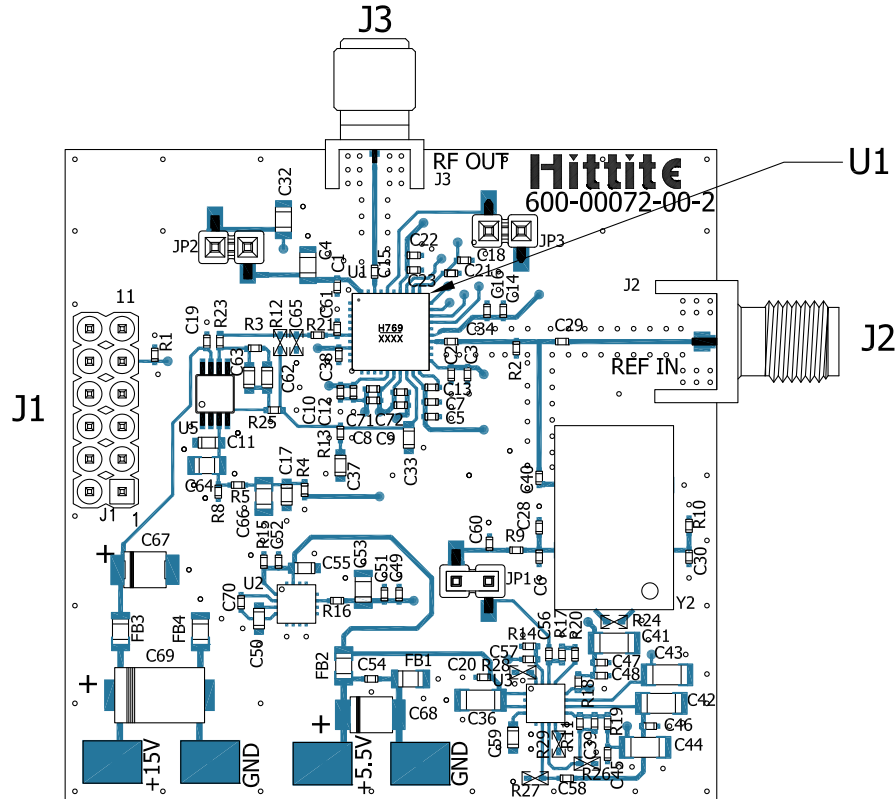 J3
RF OUT
J3
Hittite
600-00072-00-2
U1
C32
JP2
C4
C1
U1
C15
C22
C23
C18
C21
JP3
C16
C14
J2
J2
REF IN
11
J1
J1
1
R1
C19
R23
R3
R12
C65
R21
C61
C38
H769
XXXX
C34
C2
C3
R2
C29
C63
C62
U5
R25
C11
C10
C12
C71
C72
C8
C9
C13
C7
C5
R13
C37
C33
C64
R8
R5
C66
C17
R4
C40
C28
C6
C60
R9
R10
C30
JP1
Y2
C67
R15
C52
C55
C53
C51
C49
U2
C70
C50
R16
FB3
FB4
C69
FB2
C54
FB1
C68
C20
C36
R14
C57
R28
U3
C56
R17
R20
R24
C41
C47
C48
C43
C42
R18
C59
R29
R11
C39
R19
C46
C44
C45
R26
R27
C58
+
+
+
+15V
GND
+5.5V
GND